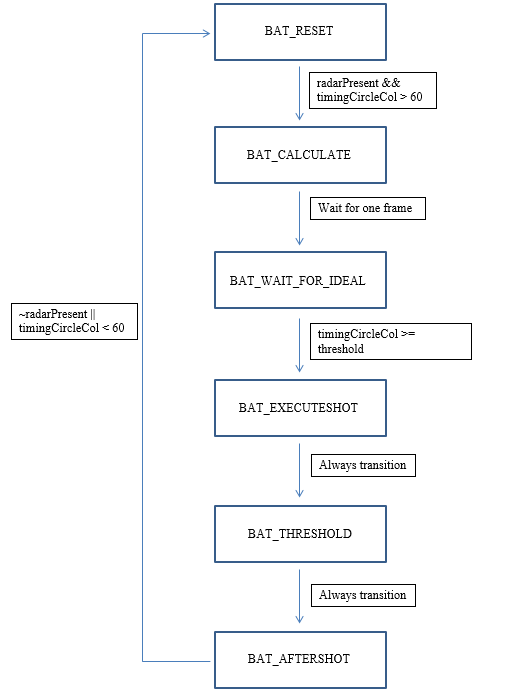 BAT_RESET
radarPresent &&
timingCircleCol > 60
BAT_CALCULATE
Wait for one frame
BAT_WAIT_FOR_IDEAL
~radarPresent ||
timingCircleCol < 60
timingCircleCol >=
threshold
BAT_EXECUTESHOT
Always transition
BAT_THRESHOLD
Always transition
BAT_AFTERSHOT